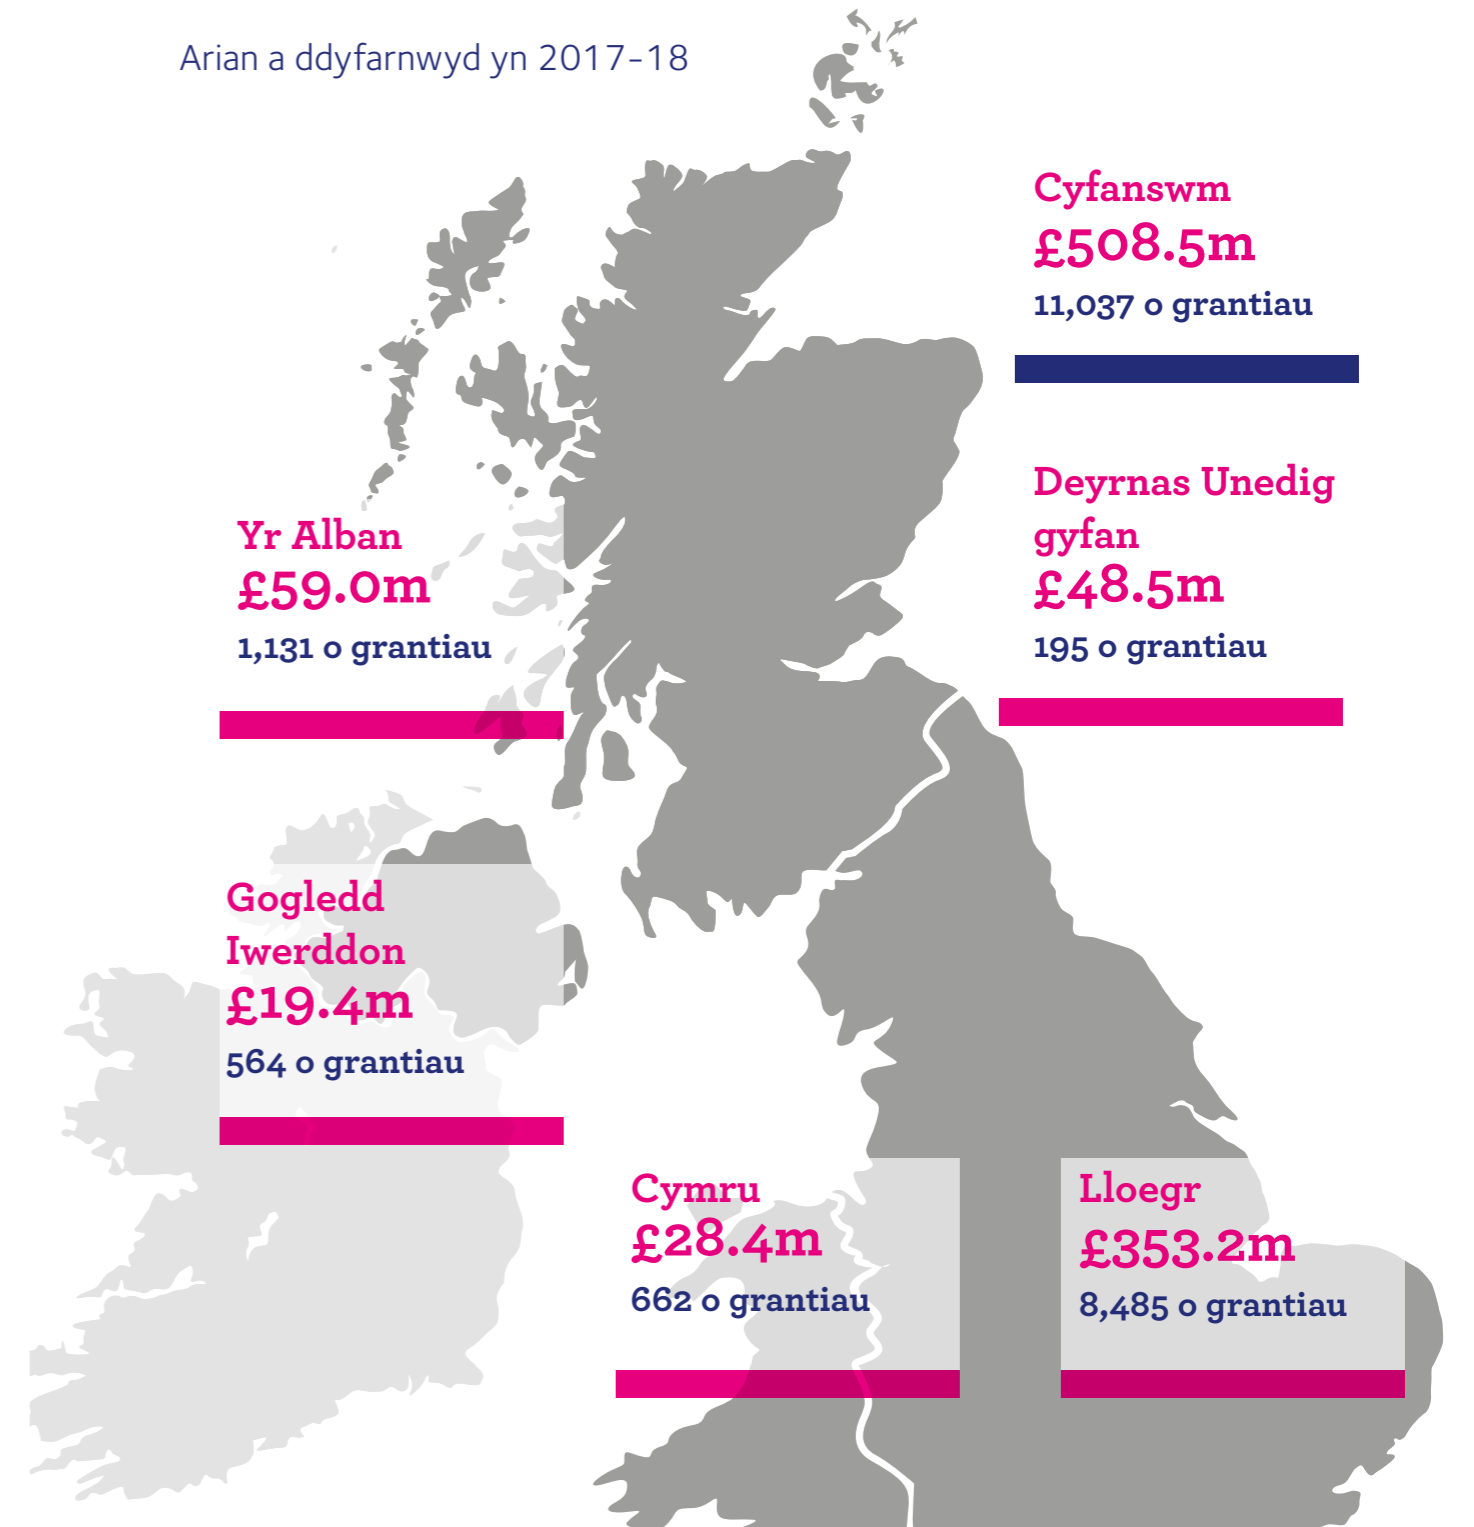 Arian a ddyfarnwyd yn 2017-18
Cyfanswm
£508.5m
11,037 o grantiau
Deyrnas Unedig
gyfan
£48.5m
195 o grantiau
Yr Alban
£59.0m
1,131 o grantiau
Gogledd
Iwerddon
£19.4m
564 o grantiau
Cymru
£28.4m
662 o grantiau
Lloegr
£353.2m
8,485 o grantiau